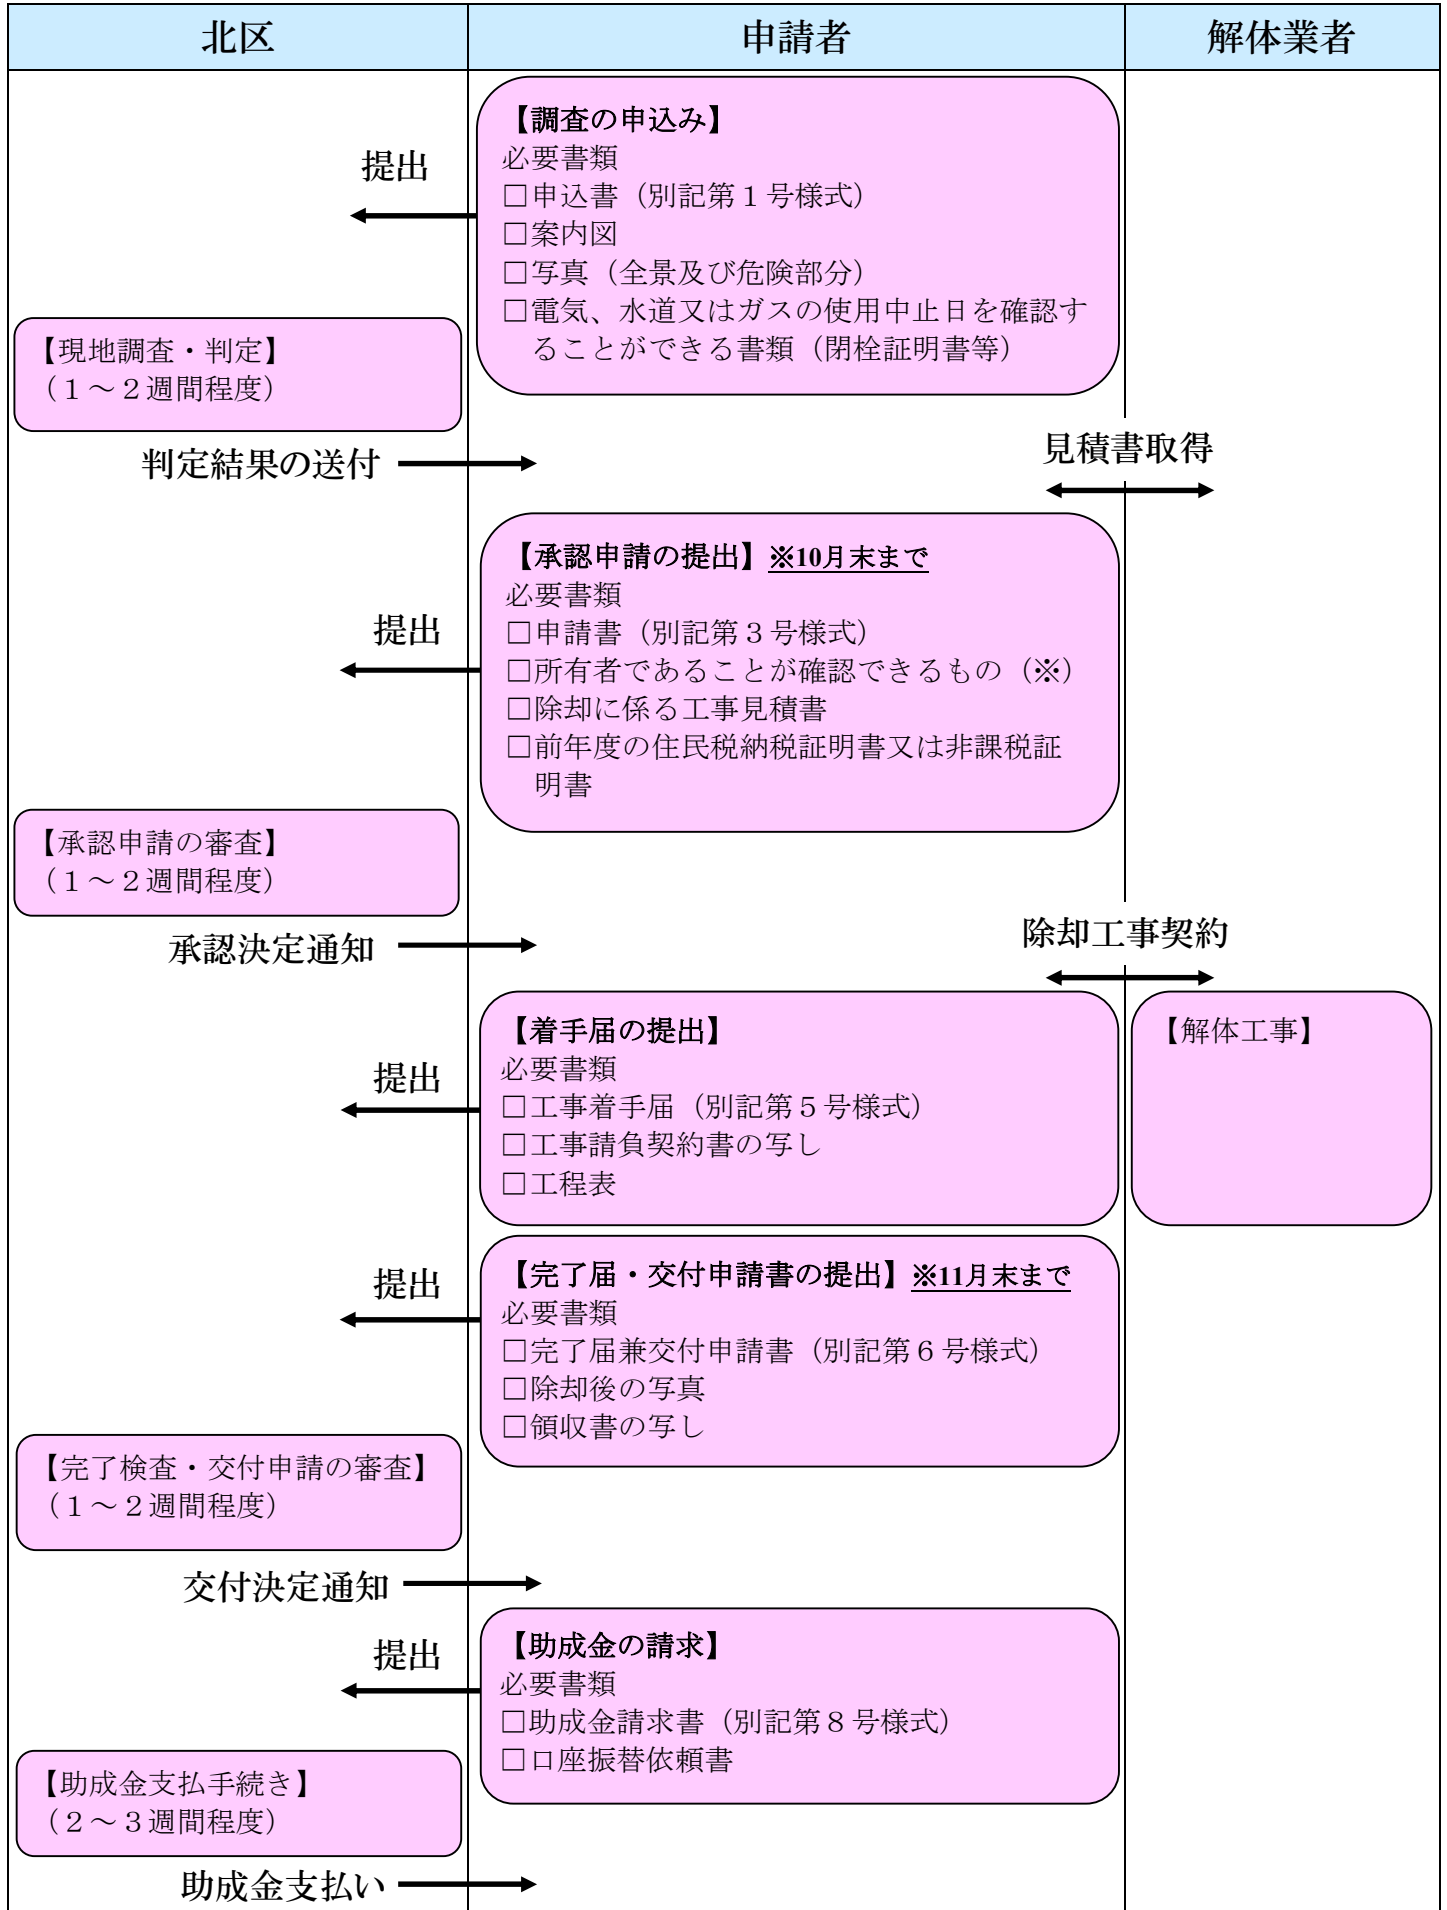 北区
申請者
解体業者
【調査の申込み】
必要書類
□申込書（別記第１号様式）
□案内図
□写真（全景及び危険部分）
□電気、水道又はガスの使用中止日を確認す
ることができる書類（閉栓証明書等）
提出
【現地調査・判定】
（１～２週間程度）
判定結果の送付
見積書取得
【承認申請の提出】※10月末まで
必要書類
□申請書（別記第３号様式）
□所有者であることが確認できるもの（※）
□除却に係る工事見積書
□前年度の住民税納税証明書又は非課税証
明書
提出
【承認申請の審査】
（１～２週間程度）
承認決定通知
除却工事契約
【着手届の提出】
必要書類
□工事着手届（別記第５号様式）
□工事請負契約書の写し
□工程表
提出
【解体工事】
【完了届・交付申請書の提出】※11月末まで
必要書類
□完了届兼交付申請書（別記第６号様式）
□除却後の写真
□領収書の写し
提出
【完了検査・交付申請の審査】
（１～２週間程度）
交付決定通知
【助成金の請求】
必要書類
□助成金請求書（別記第８号様式）
□口座振替依頼書
提出
【助成金支払手続き】
（２～３週間程度）
助成金支払い